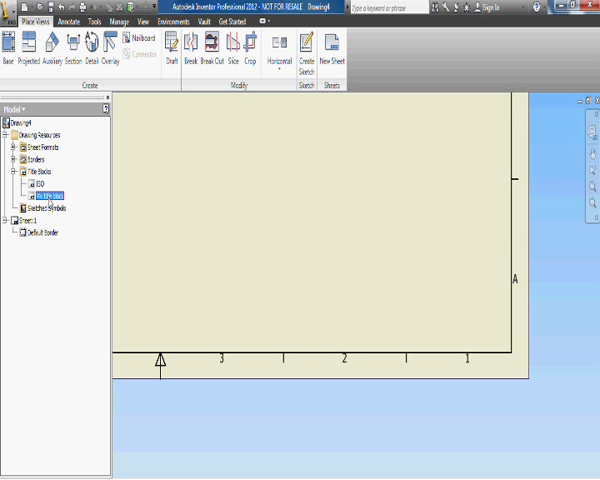 Autodesk Inventor Professional 2012 - NOT FOR RESALE Drawing4
Type a keyword or phrase
Sign In
PRO
Place Views Annotate Tools Manage View Environments Vault Get Started
Base Projected Auxiliary Section Detail Overlay
Nailboard
Connector
Draft Break Break Out Slice Crop Horizontal
Create
Sketch
New Sheet
Create Modify Sketch Sheets
Model
Drawing4
Drawing Resources
Sheet Formats
Borders
Title Blocks
ISO
Sketched Symbols
Sheet:1
Default Border
A
3 2 1